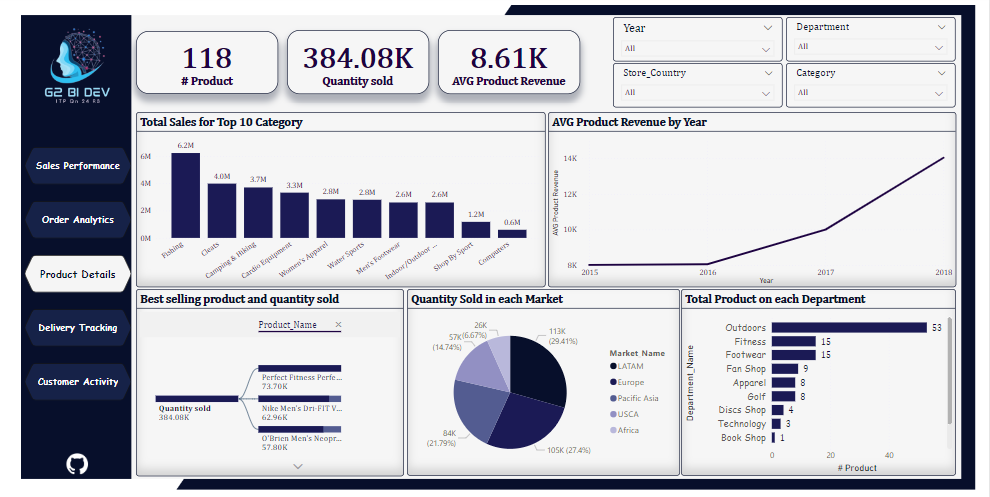 G2 BI DEV
ITP Qn 24 R3
Sales Performance
Order Analytics
Product Details
Delivery Tracking
Customer Activity
118
# Product
384.08K
Quantity sold
8.61K
AVG Product Revenue
Year
All
Department
All
Store_Country
All
Category
All
Total Sales for Top 10 Category
6M
4M
2M
0M
6.2M
4.0M
3.7M
3.3M
2.8M
2.8M
2.6M
2.6M
1.2M
0.6M
Fishing
Cleats
Camping & Hiking
Cardio Equipment
Women's Apparel
Water Sports
Men's Footwear
Indoor/Outdoor ...
Shop By Sport
Computers
AVG Product Revenue by Year
AVG Product Revenue
14K
12K
10K
8K
2015
2016
2017
2018
Year
Best selling product and quantity sold
Product_Name
Quantity sold
384.08K
Perfect Fitness Perfe...
73.70K
Nike Men's Dri-FIT V...
62.96K
O'Brien Men's Neopr...
57.80K
Quantity Sold in each Market
113K
(29.41%)
105K (27.4%)
84K
(21.79%)
57K
(14.74%)
26K
(6.67%)
Market Name
LATAM
Europe
Pacific Asia
USCA
Africa
Total Product on each Department
Department_Name
Outdoors 53
Fitness 15
Footwear 15
Fan Shop 9
Apparel 8
Golf 8
Discs Shop 4
Technology 3
Book Shop 1
0 20 40
# Product